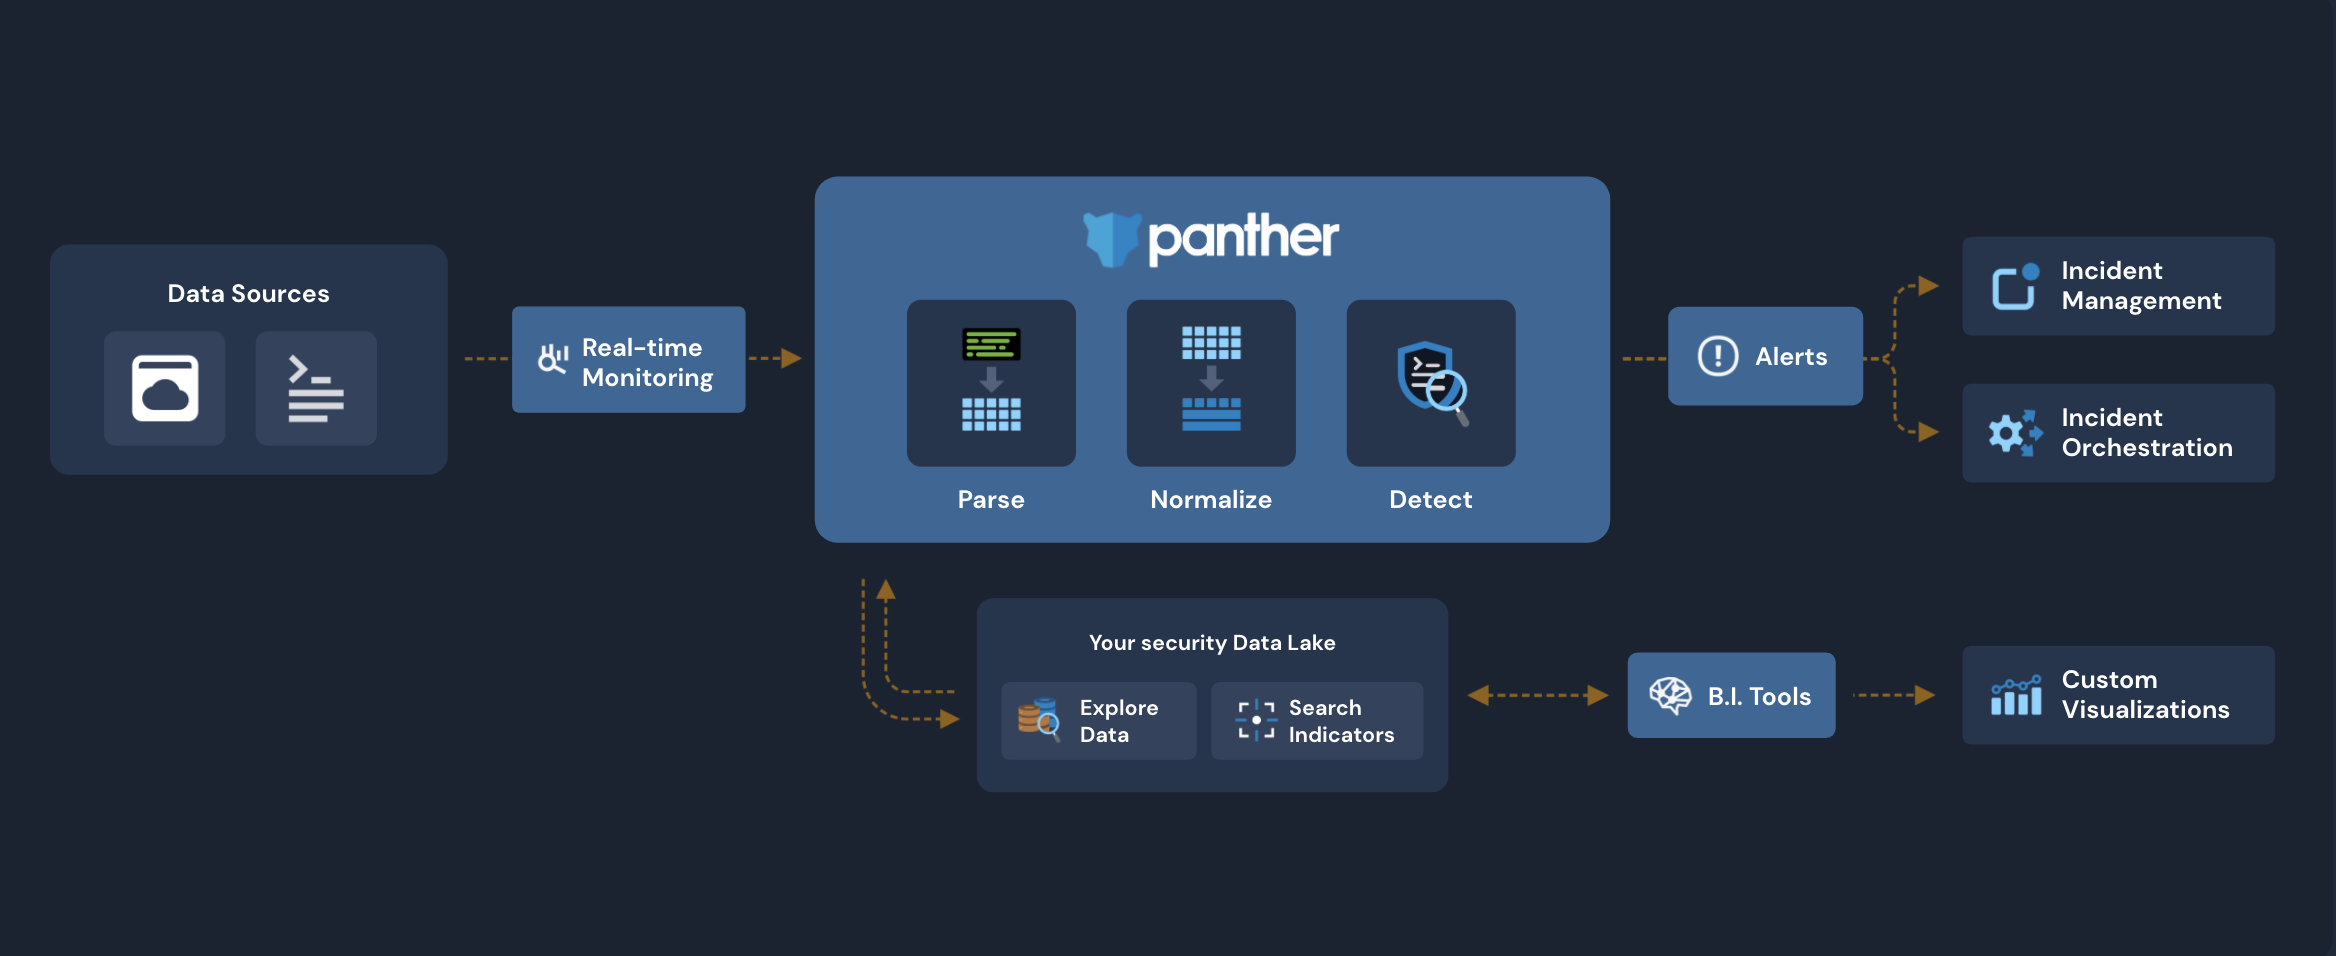 Data Sources
Real-time
Monitoring
panther
Parse
Normalize
Detect
Alerts
Incident
Management
Incident
Orchestration
Your security Data Lake
Explore
Data
Search
Indicators
B.I. Tools
Custom
Visualizations